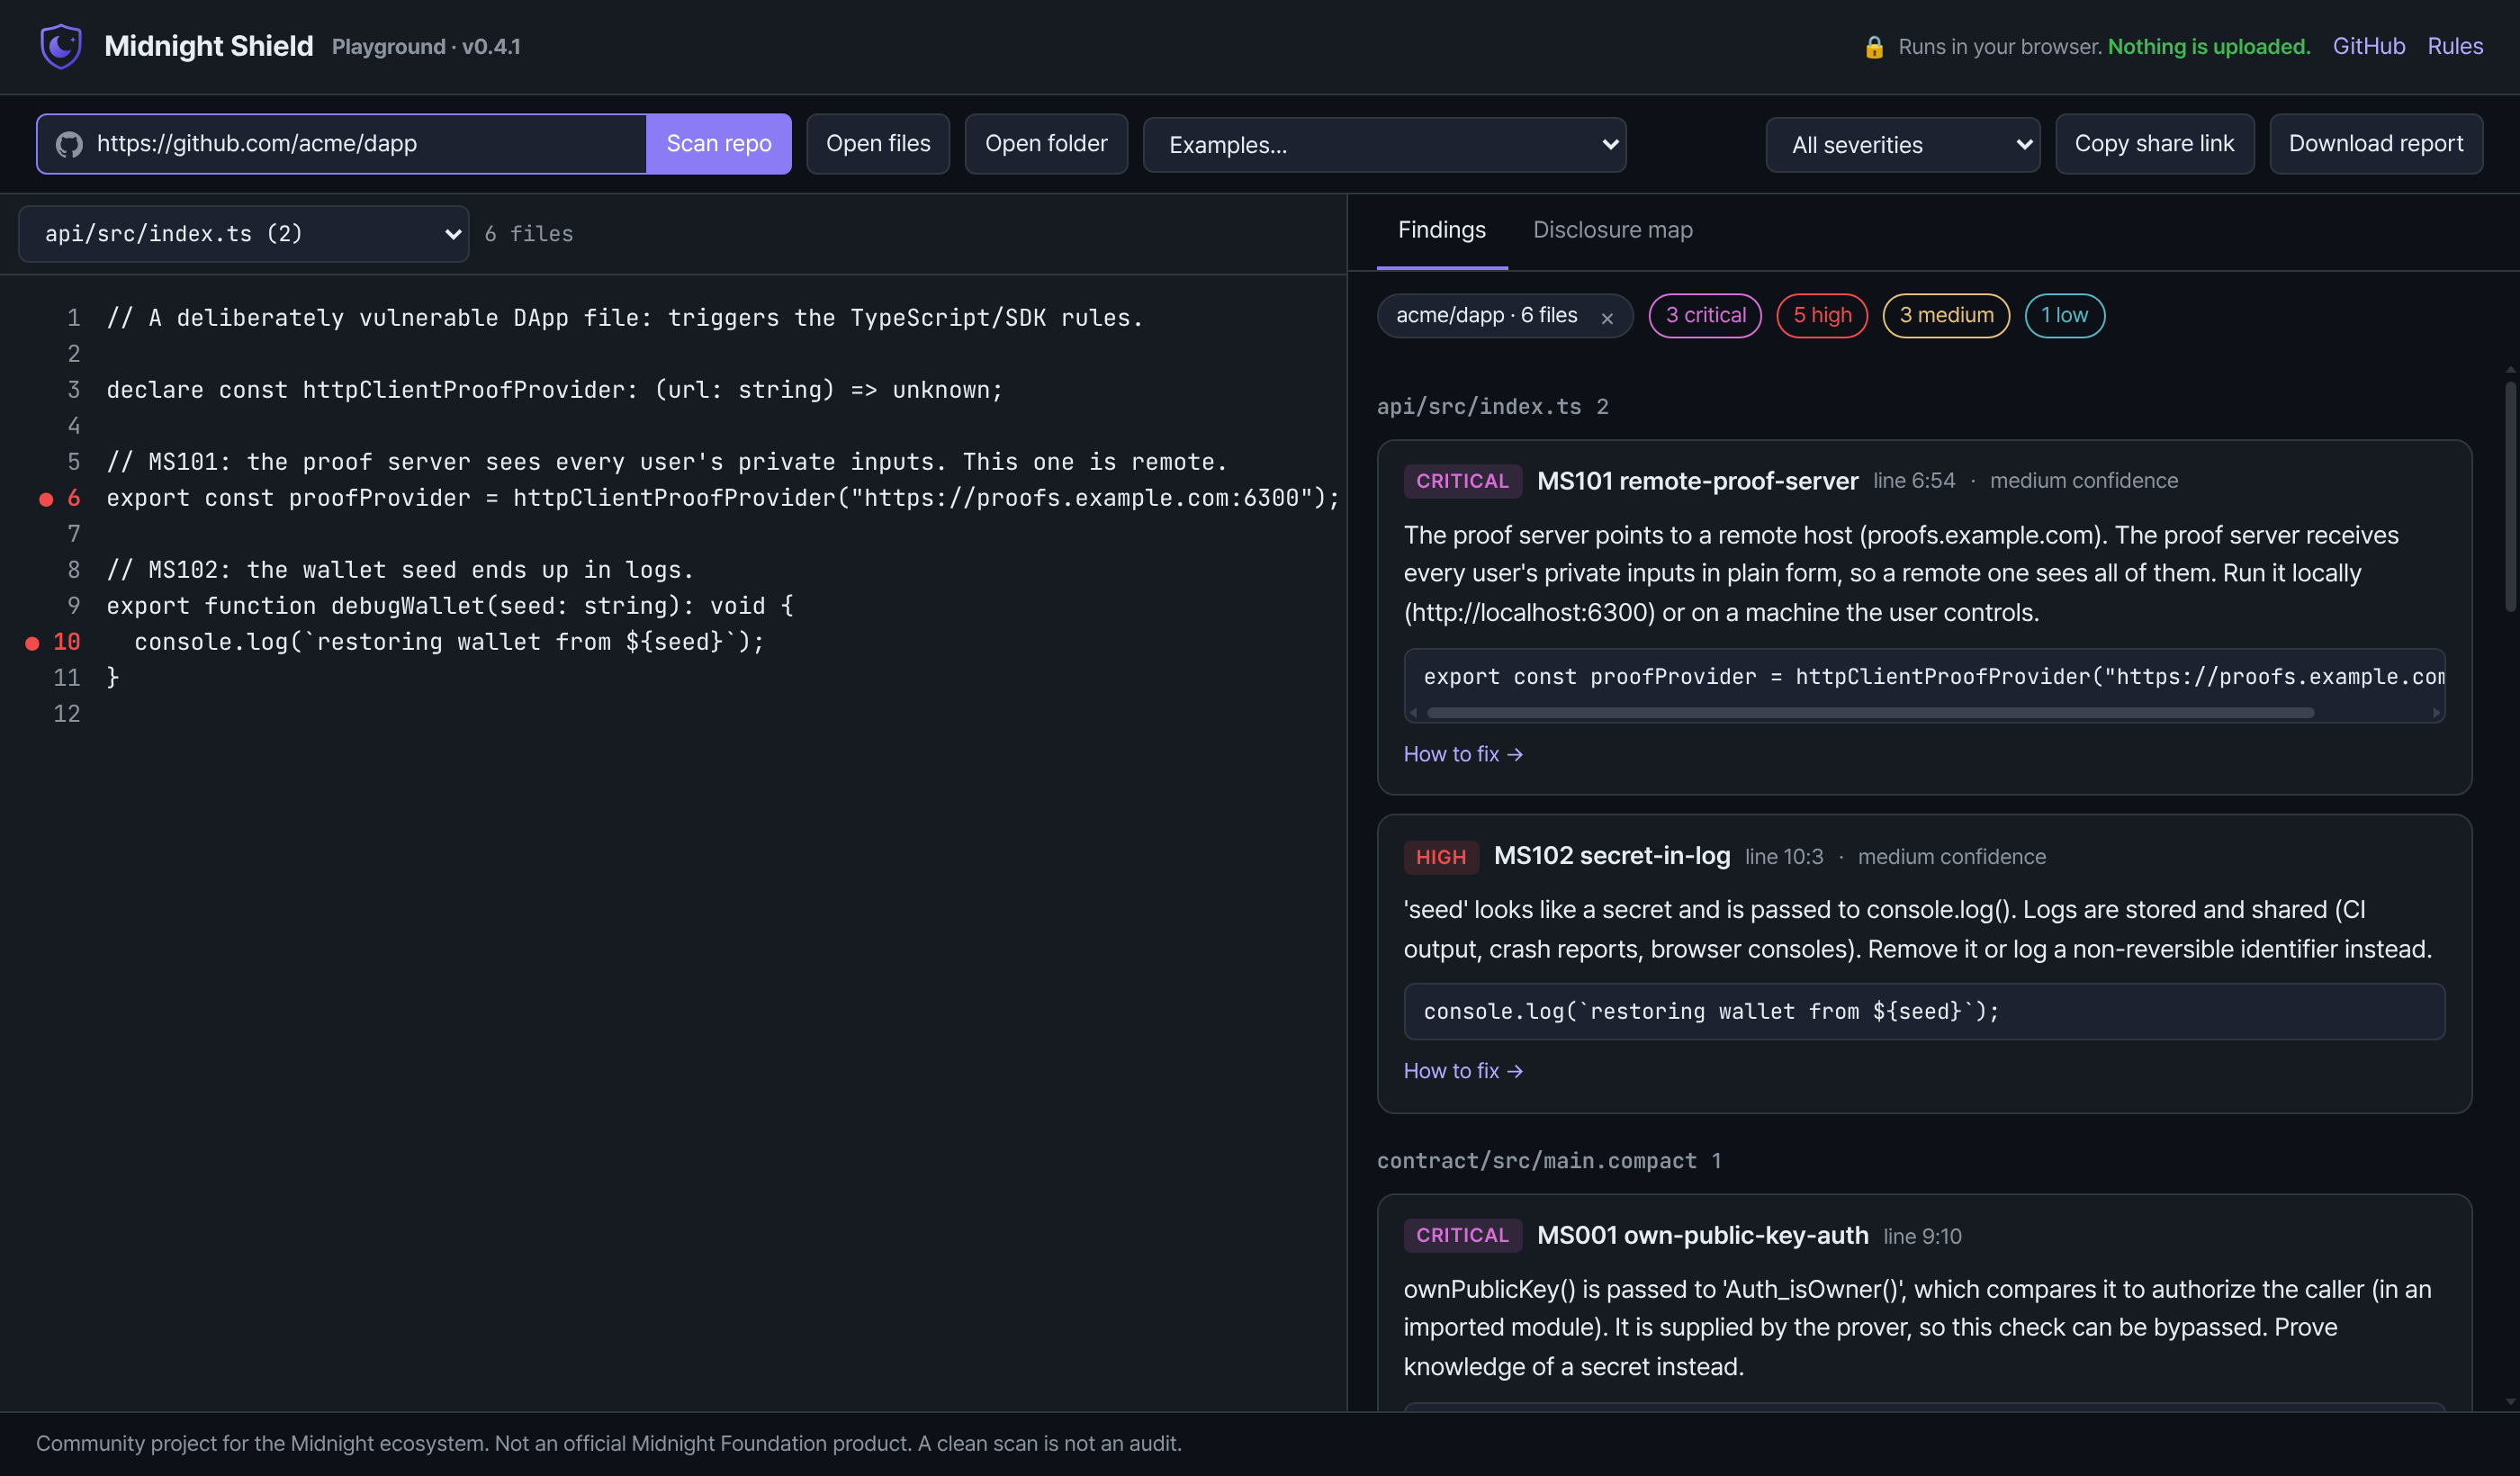 Midnight Shield Playground · v0.4.1
🔒 Runs in your browser. Nothing is uploaded. GitHub Rules
https://github.com/acme/dapp Scan repo Open files Open folder Examples... All severities Copy share link Download report
api/src/index.ts (2) 6 files
1 // A deliberately vulnerable DApp file: triggers the TypeScript/SDK rules.
2
3 declare const httpClientProofProvider: (url: string) => unknown;
4
5 // MS101: the proof server sees every user's private inputs. This one is remote.
6 export const proofProvider = httpClientProofProvider("https://proofs.example.com:6300");
7
8 // MS102: the wallet seed ends up in logs.
9 export function debugWallet(seed: string): void {
10 console.log(`restoring wallet from ${seed}`);
11 }
12
Findings Disclosure map
acme/dapp · 6 files × 3 critical 5 high 3 medium 1 low
api/src/index.ts 2
CRITICAL MS101 remote-proof-server line 6:54 · medium confidence
The proof server points to a remote host (proofs.example.com). The proof server receives
every user's private inputs in plain form, so a remote one sees all of them. Run it locally
(http://localhost:6300) or on a machine the user controls.
export const proofProvider = httpClientProofProvider("https://proofs.example.com
How to fix →
HIGH MS102 secret-in-log line 10:3 · medium confidence
'seed' looks like a secret and is passed to console.log(). Logs are stored and shared (CI
output, crash reports, browser consoles). Remove it or log a non-reversible identifier instead.
console.log(`restoring wallet from ${seed}`);
How to fix →
contract/src/main.compact 1
CRITICAL MS001 own-public-key-auth line 9:10
ownPublicKey() is passed to 'Auth_isOwner()', which compares it to authorize the caller (in an
imported module). It is supplied by the prover, so this check can be bypassed. Prove
knowledge of a secret instead.
Community project for the Midnight ecosystem. Not an official Midnight Foundation product. A clean scan is not an audit.